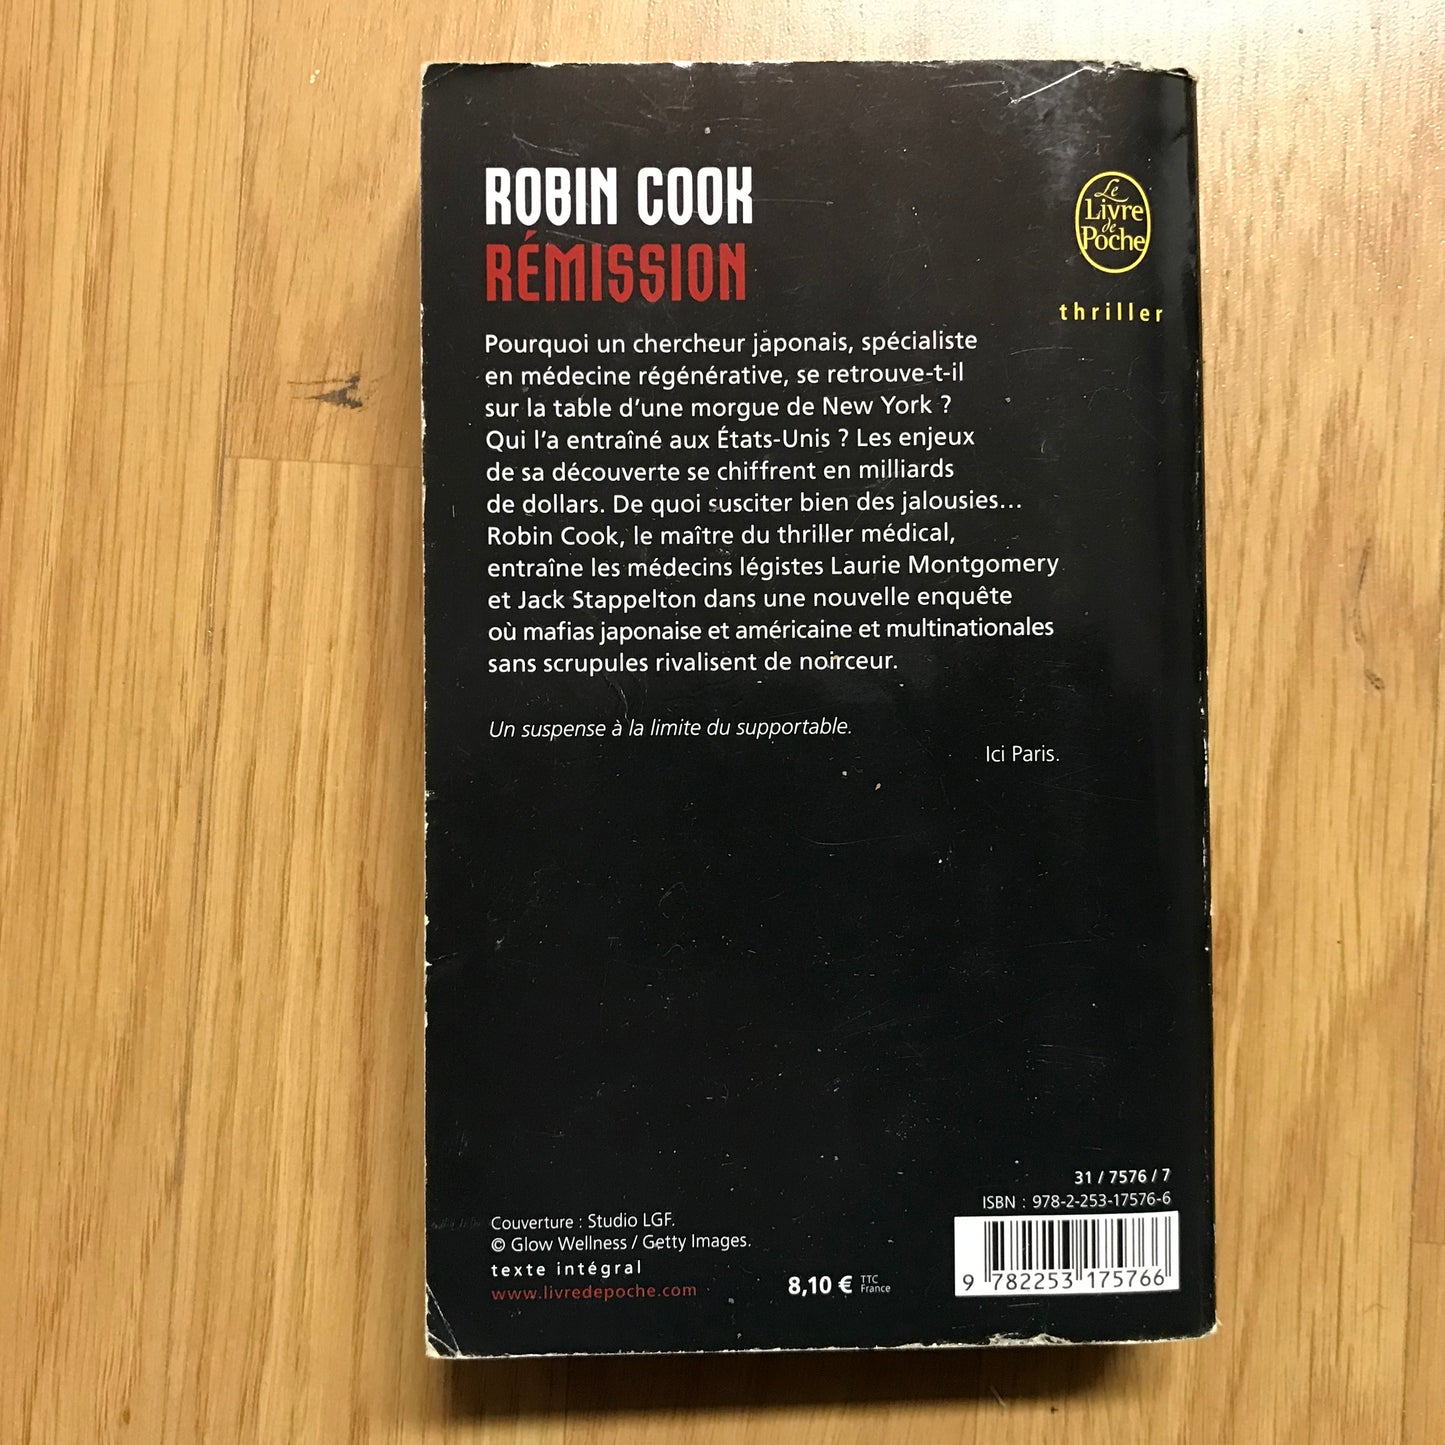 ROBIN COOK
RÉMISSION
Le
Livre
de
Poche
thriller
Pourquoi un chercheur japonais, spécialiste
en médecine régénérative, se retrouve-t-il
sur la table d'une morgue de New York ?
Qui l'a entraîné aux États-Unis ? Les enjeux
de sa découverte se chiffrent en milliards
de dollars. De quoi susciter bien des jalousies…
Robin Cook, le maître du thriller médical,
entraîne les médecins légistes Laurie Montgomery
et Jack Stappelton dans une nouvelle enquête
où mafias japonaise et américaine et multinationales
sans scrupules rivalisent de noirceur.
Un suspense à la limite du supportable.
Ici Paris.
Couverture : Studio LGF.
© Glow Wellness / Getty Images.
texte intégral
www.livredepoche.com
8,10 € TTC
France
31 / 7576 / 7
ISBN : 978-2-253-17576-6
9 782253 175766